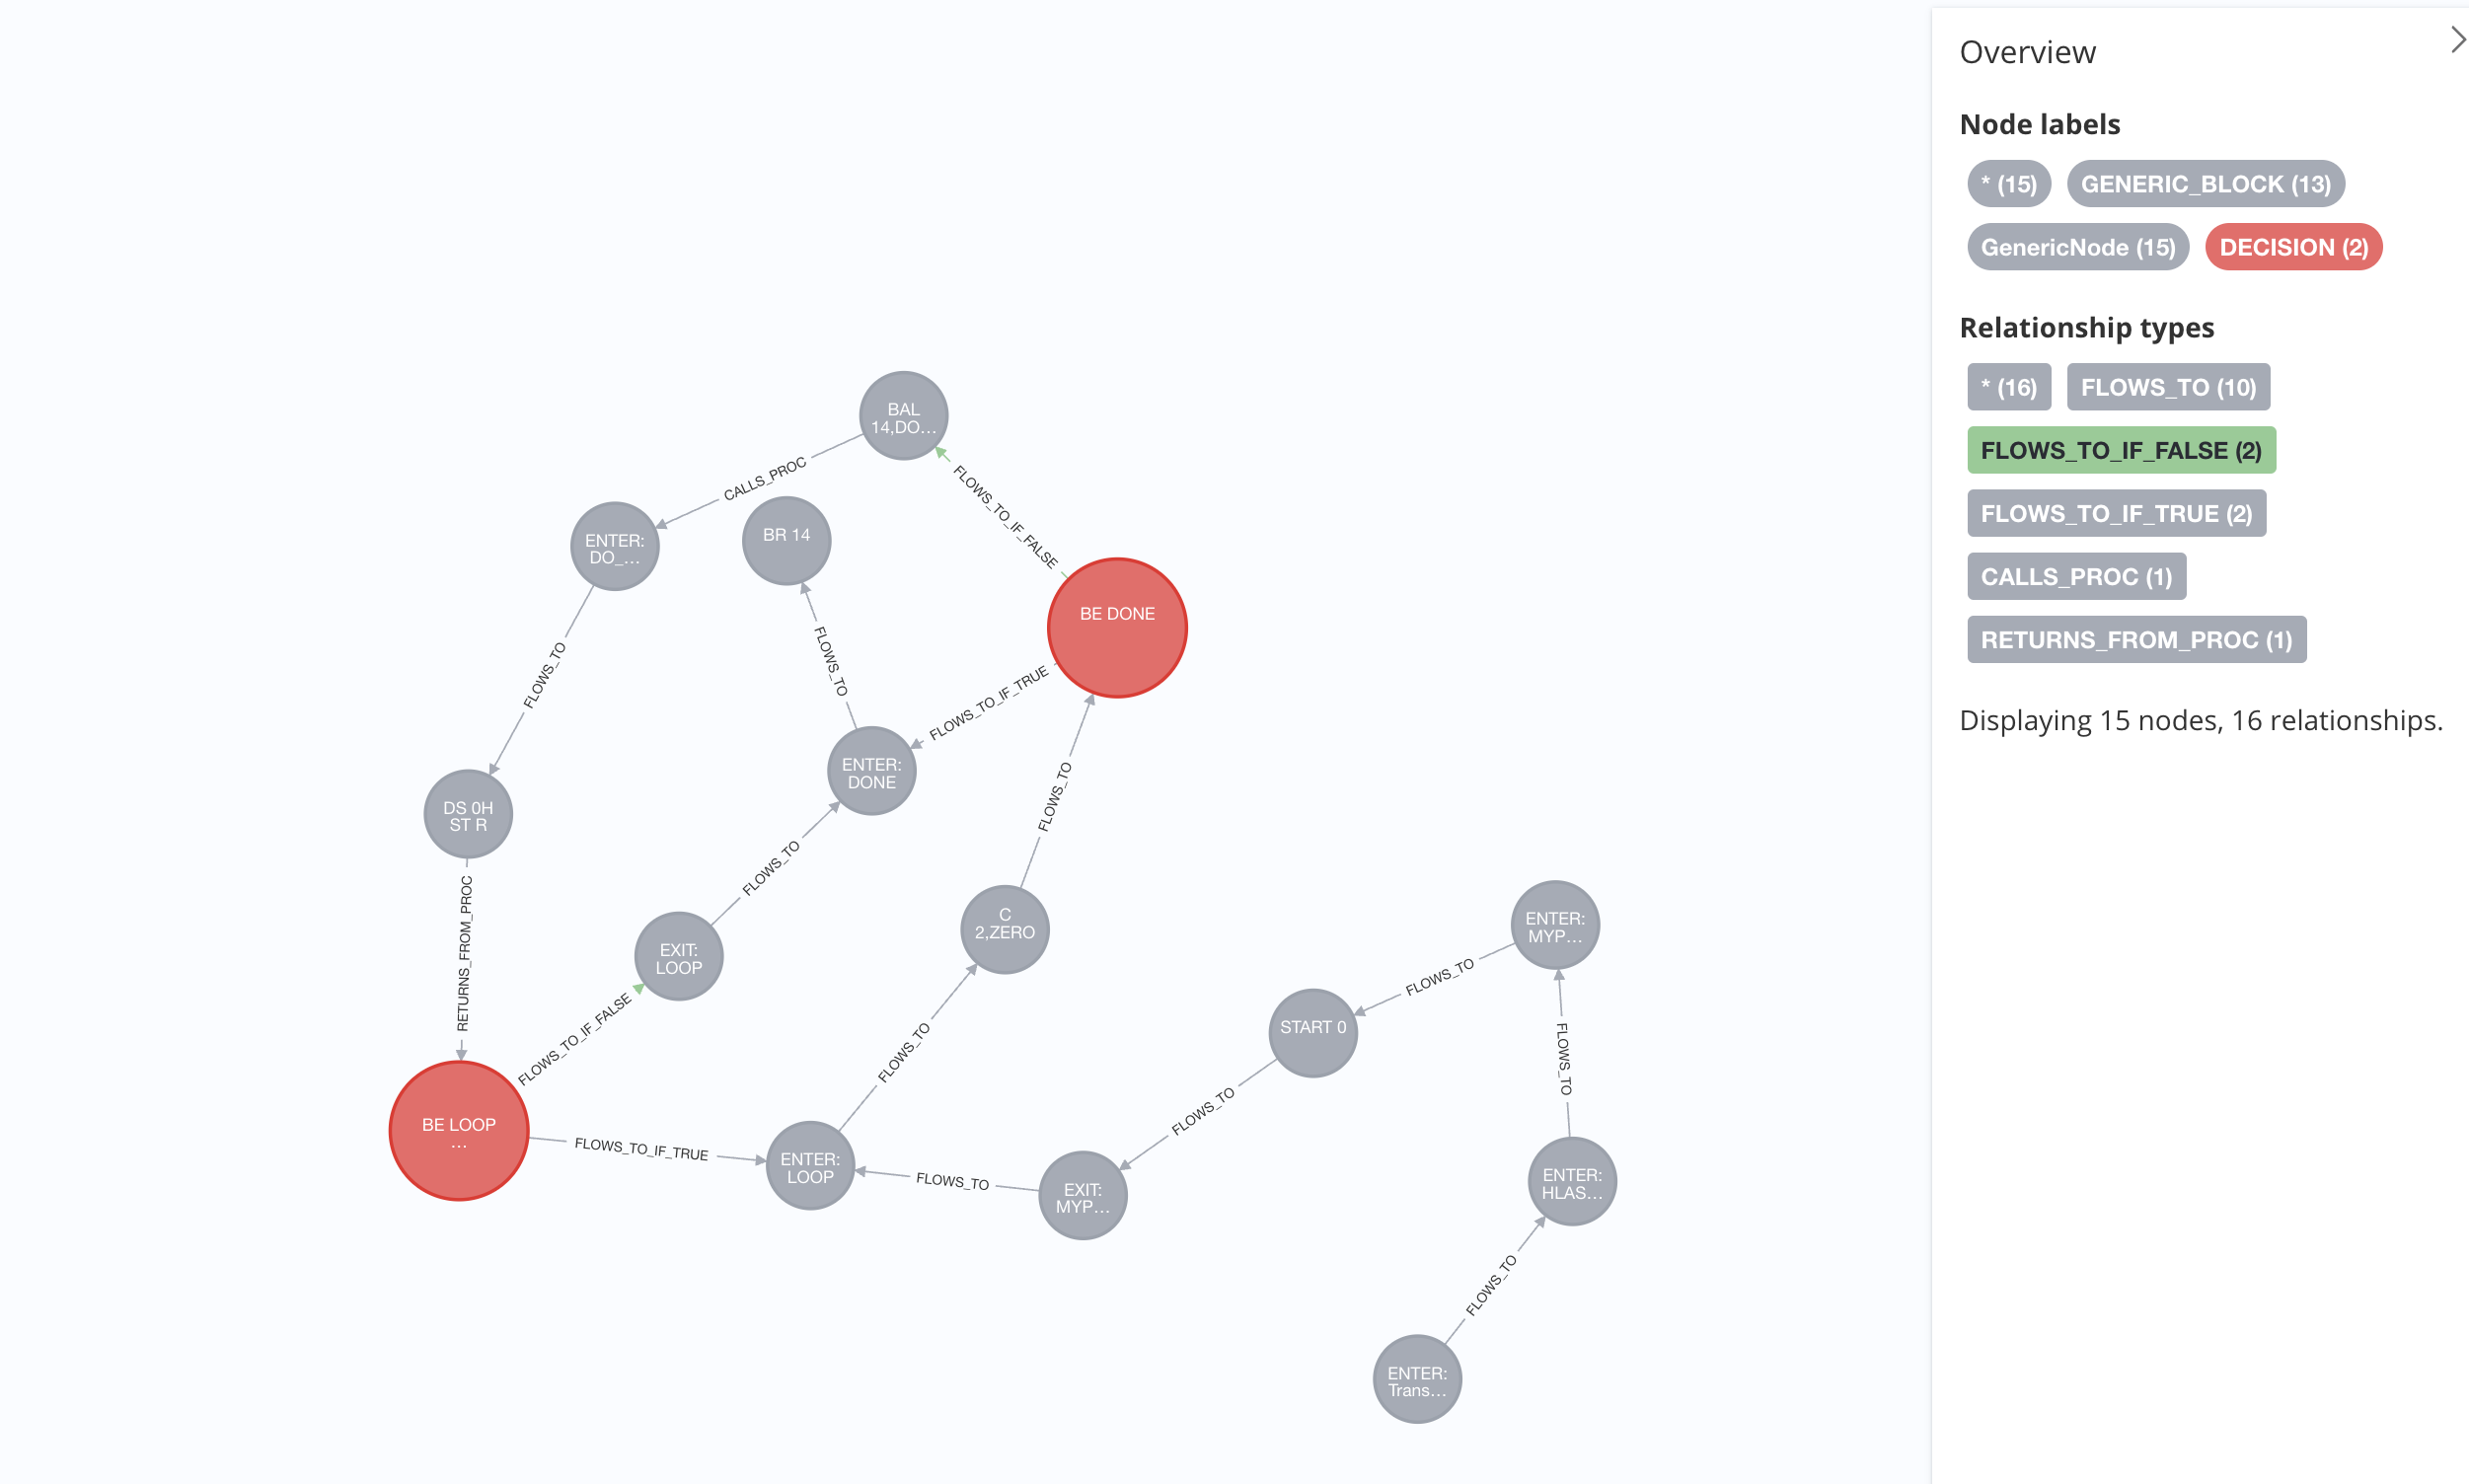 BAL
14,DO...
CALLS_PROC
FLOWS_TO_IF_FALSE
ENTER:
DO_...
BR 14
BE DONE
FLOWS_TO
FLOWS_TO
FLOWS_TO_IF_TRUE
ENTER:
DONE
FLOWS_TO
DS 0H
ST R
FLOWS_TO
RETURNS_FROM_PROC
EXIT:
LOOP
C
2,ZERO
ENTER:
MYP...
FLOWS_TO
START 0
FLOWS_TO_IF_FALSE
FLOWS_TO
FLOWS_TO
FLOWS_TO
BE LOOP
...
FLOWS_TO_IF_TRUE
ENTER:
LOOP
FLOWS_TO
EXIT:
MYP...
ENTER:
HLAS...
FLOWS_TO
ENTER:
Trans...
Overview
Node labels
* (15) GENERIC_BLOCK (13)
GenericNode (15) DECISION (2)
Relationship types
* (16) FLOWS_TO (10)
FLOWS_TO_IF_FALSE (2)
FLOWS_TO_IF_TRUE (2)
CALLS_PROC (1)
RETURNS_FROM_PROC (1)
Displaying 15 nodes, 16 relationships.